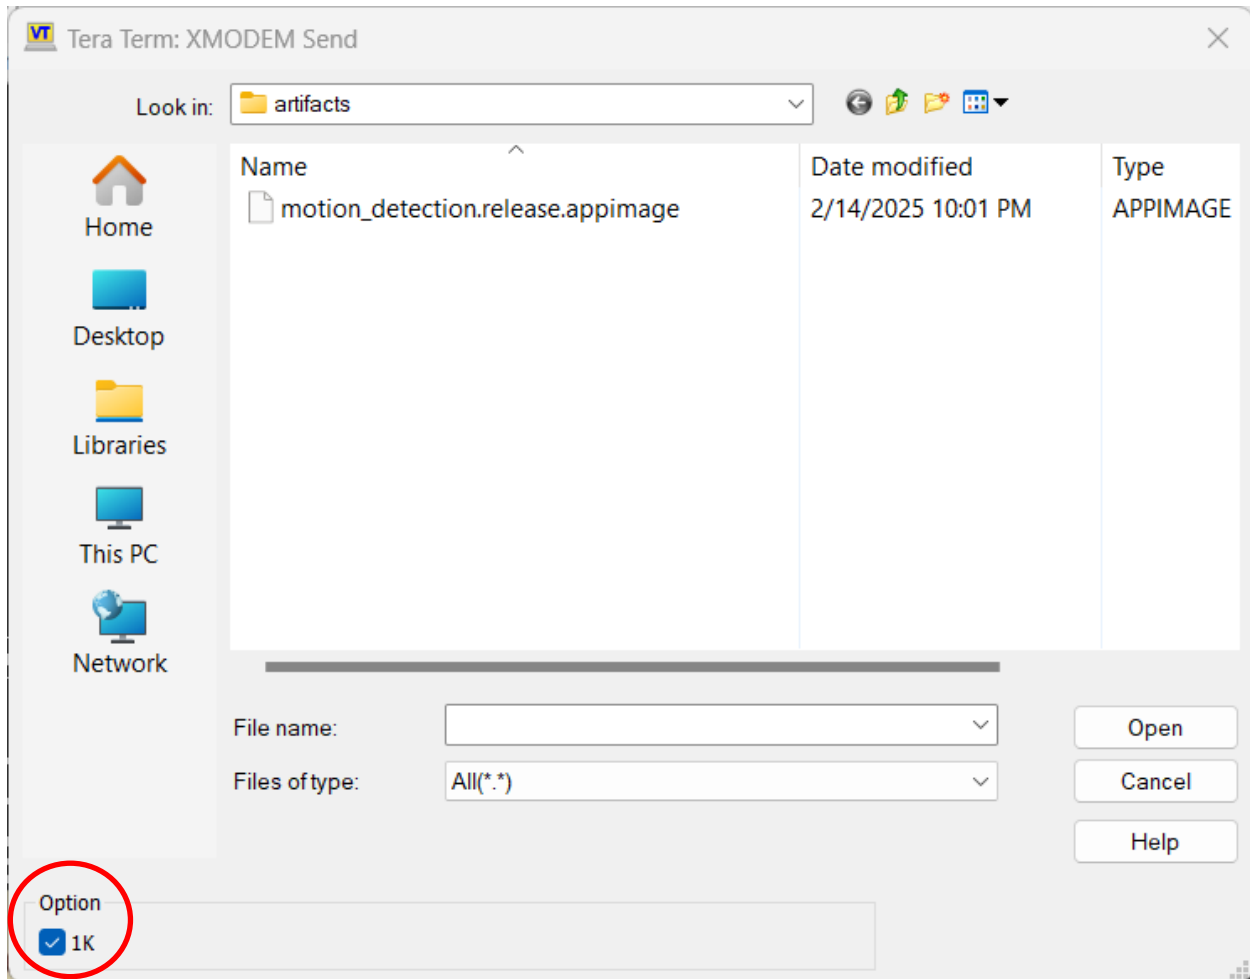 VT Tera Term: XMODEM Send
Look in: artifacts
Name Date modified Type
motion_detection.release.appimage 2/14/2025 10:01 PM APPIMAGE
Home
Desktop
Libraries
This PC
Network
File name: Open
Files of type: All(*.*) Cancel
Help
Option
1K